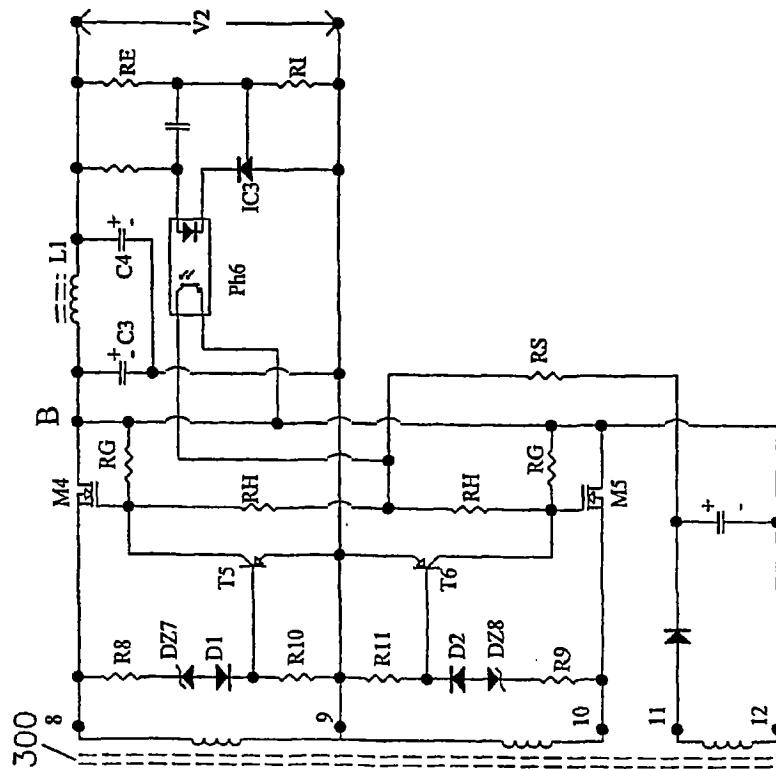 B
L1
C3
C4
+
-
+
-
RE
V2
RI
IC3
Ph6
M4
RG
RH
RH
RG
M5
RS
T5
T6
R8
DZ7
D1
R10
R11
D2
DZ8
R9
+
-
300
8
9
10
11
12